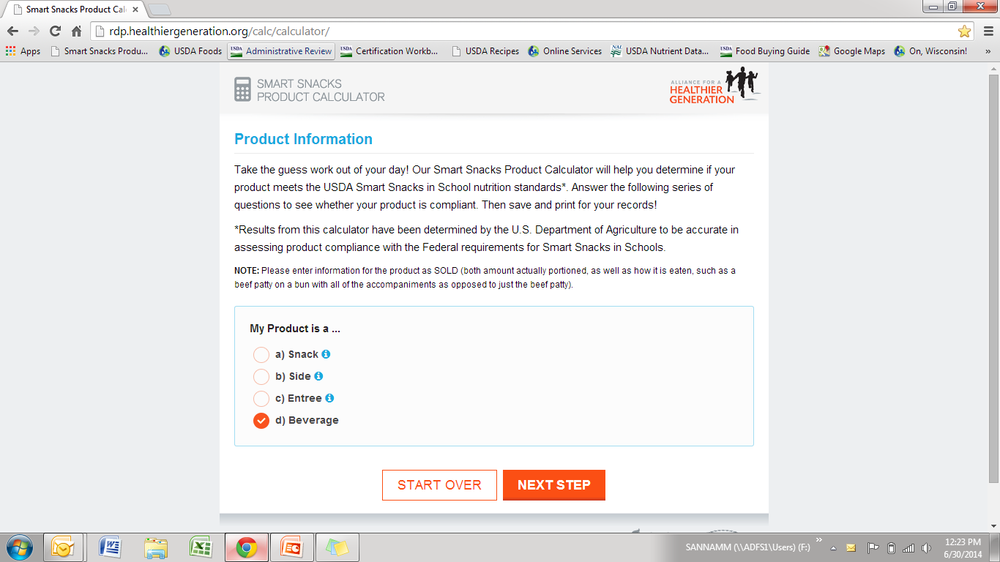 Smart Snacks Product Calc
rdp.healthiergeneration.org/calc/calculator/
Apps Smart Snacks Produ... USDA Foods USDA Administrative Review USDA Certification Workb... USDA Recipes Online Services NAL USDA Nutrient Data... USDA Food Buying Guide Google Maps On, Wisconsin! »
SMART SNACKS
PRODUCT CALCULATOR
ALLIANCE FOR A
HEALTHIER
GENERATION
Product Information
Take the guess work out of your day! Our Smart Snacks Product Calculator will help you determine if your
product meets the USDA Smart Snacks in School nutrition standards*. Answer the following series of
questions to see whether your product is compliant. Then save and print for your records!
*Results from this calculator have been determined by the U.S. Department of Agriculture to be accurate in
assessing product compliance with the Federal requirements for Smart Snacks in Schools.
NOTE: Please enter information for the product as SOLD (both amount actually portioned, as well as how it is eaten, such as a
beef patty on a bun with all of the accompaniments as opposed to just the beef patty).
My Product is a ...
a) Snack
b) Side
c) Entree
d) Beverage
START OVER NEXT STEP
SANNAMM (\\ADFS1\Users) (F:) »
12:23 PM
6/30/2014